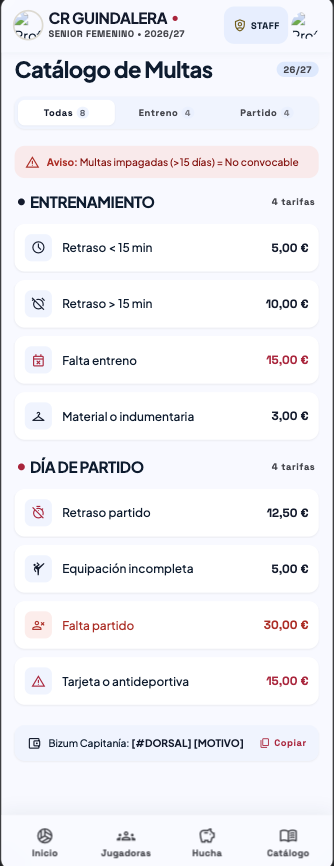 CR GUINDALERA
SENIOR FEMENINO • 2026/27
STAFF
Catálogo de Multas
26/27
Todas 8
Entreno 4
Partido 4
Aviso: Multas impagadas (>15 días) = No convocable
ENTRENAMIENTO
4 tarifas
Retraso < 15 min
5,00 €
Retraso > 15 min
10,00 €
Falta entreno
15,00 €
Material o indumentaria
3,00 €
DÍA DE PARTIDO
4 tarifas
Retraso partido
12,50 €
Equipación incompleta
5,00 €
Falta partido
30,00 €
Tarjeta o antideportiva
15,00 €
Bizum Capitanía: [#DORSAL] [MOTIVO]
Copiar
Inicio
Jugadoras
Hucha
Catálogo